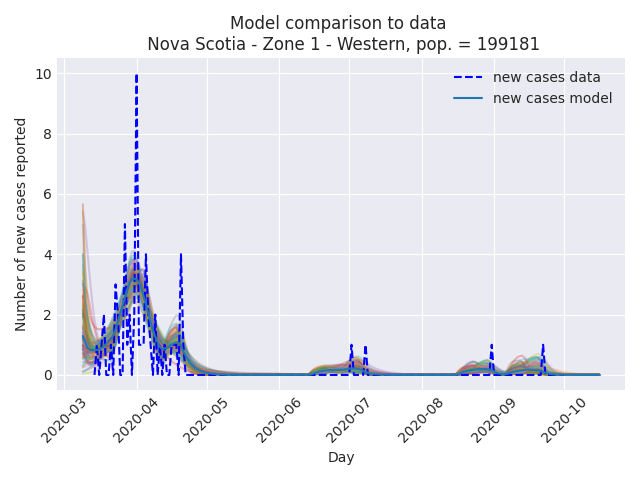 Model comparison to data
Nova Scotia - Zone 1 - Western, pop. = 199181
new cases data
new cases model
Number of new cases reported
10
8
6
4
2
0
2020-03
2020-04
2020-05
2020-06
2020-07
2020-08
2020-09
2020-10
Day